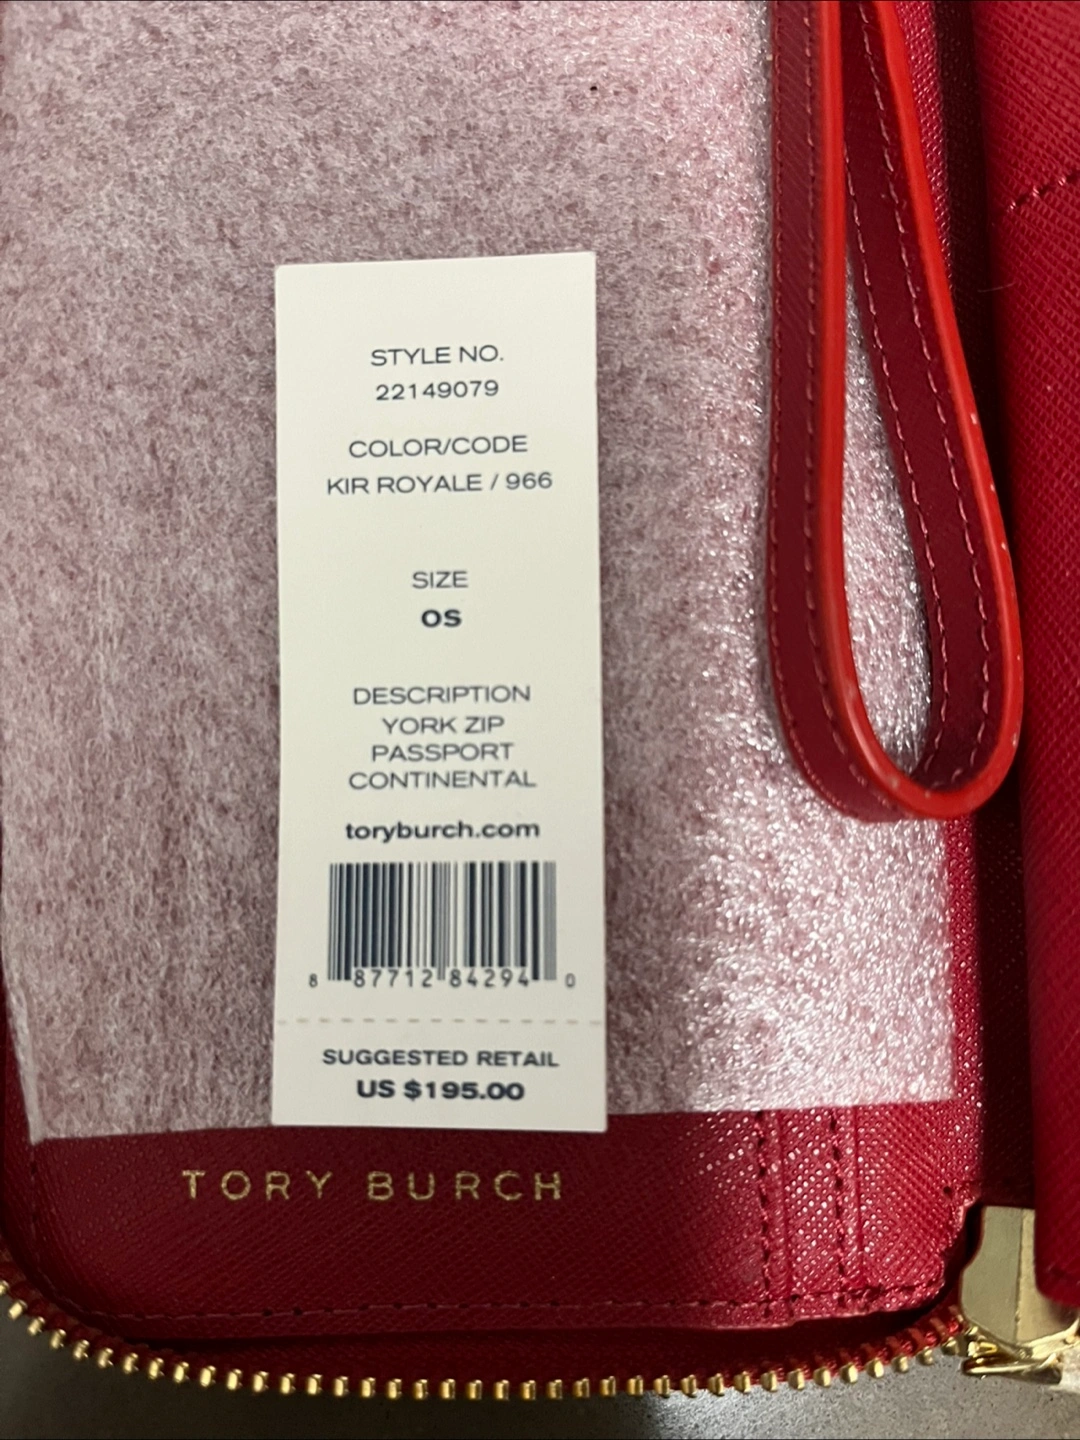 STYLE NO.
22149079
COLOR/CODE
KIR ROYALE / 966
SIZE
OS
DESCRIPTION
YORK ZIP
PASSPORT
CONTINENTAL
toryburch.com
8 87712 84294 0
SUGGESTED RETAIL
US $195.00
TORY BURCH